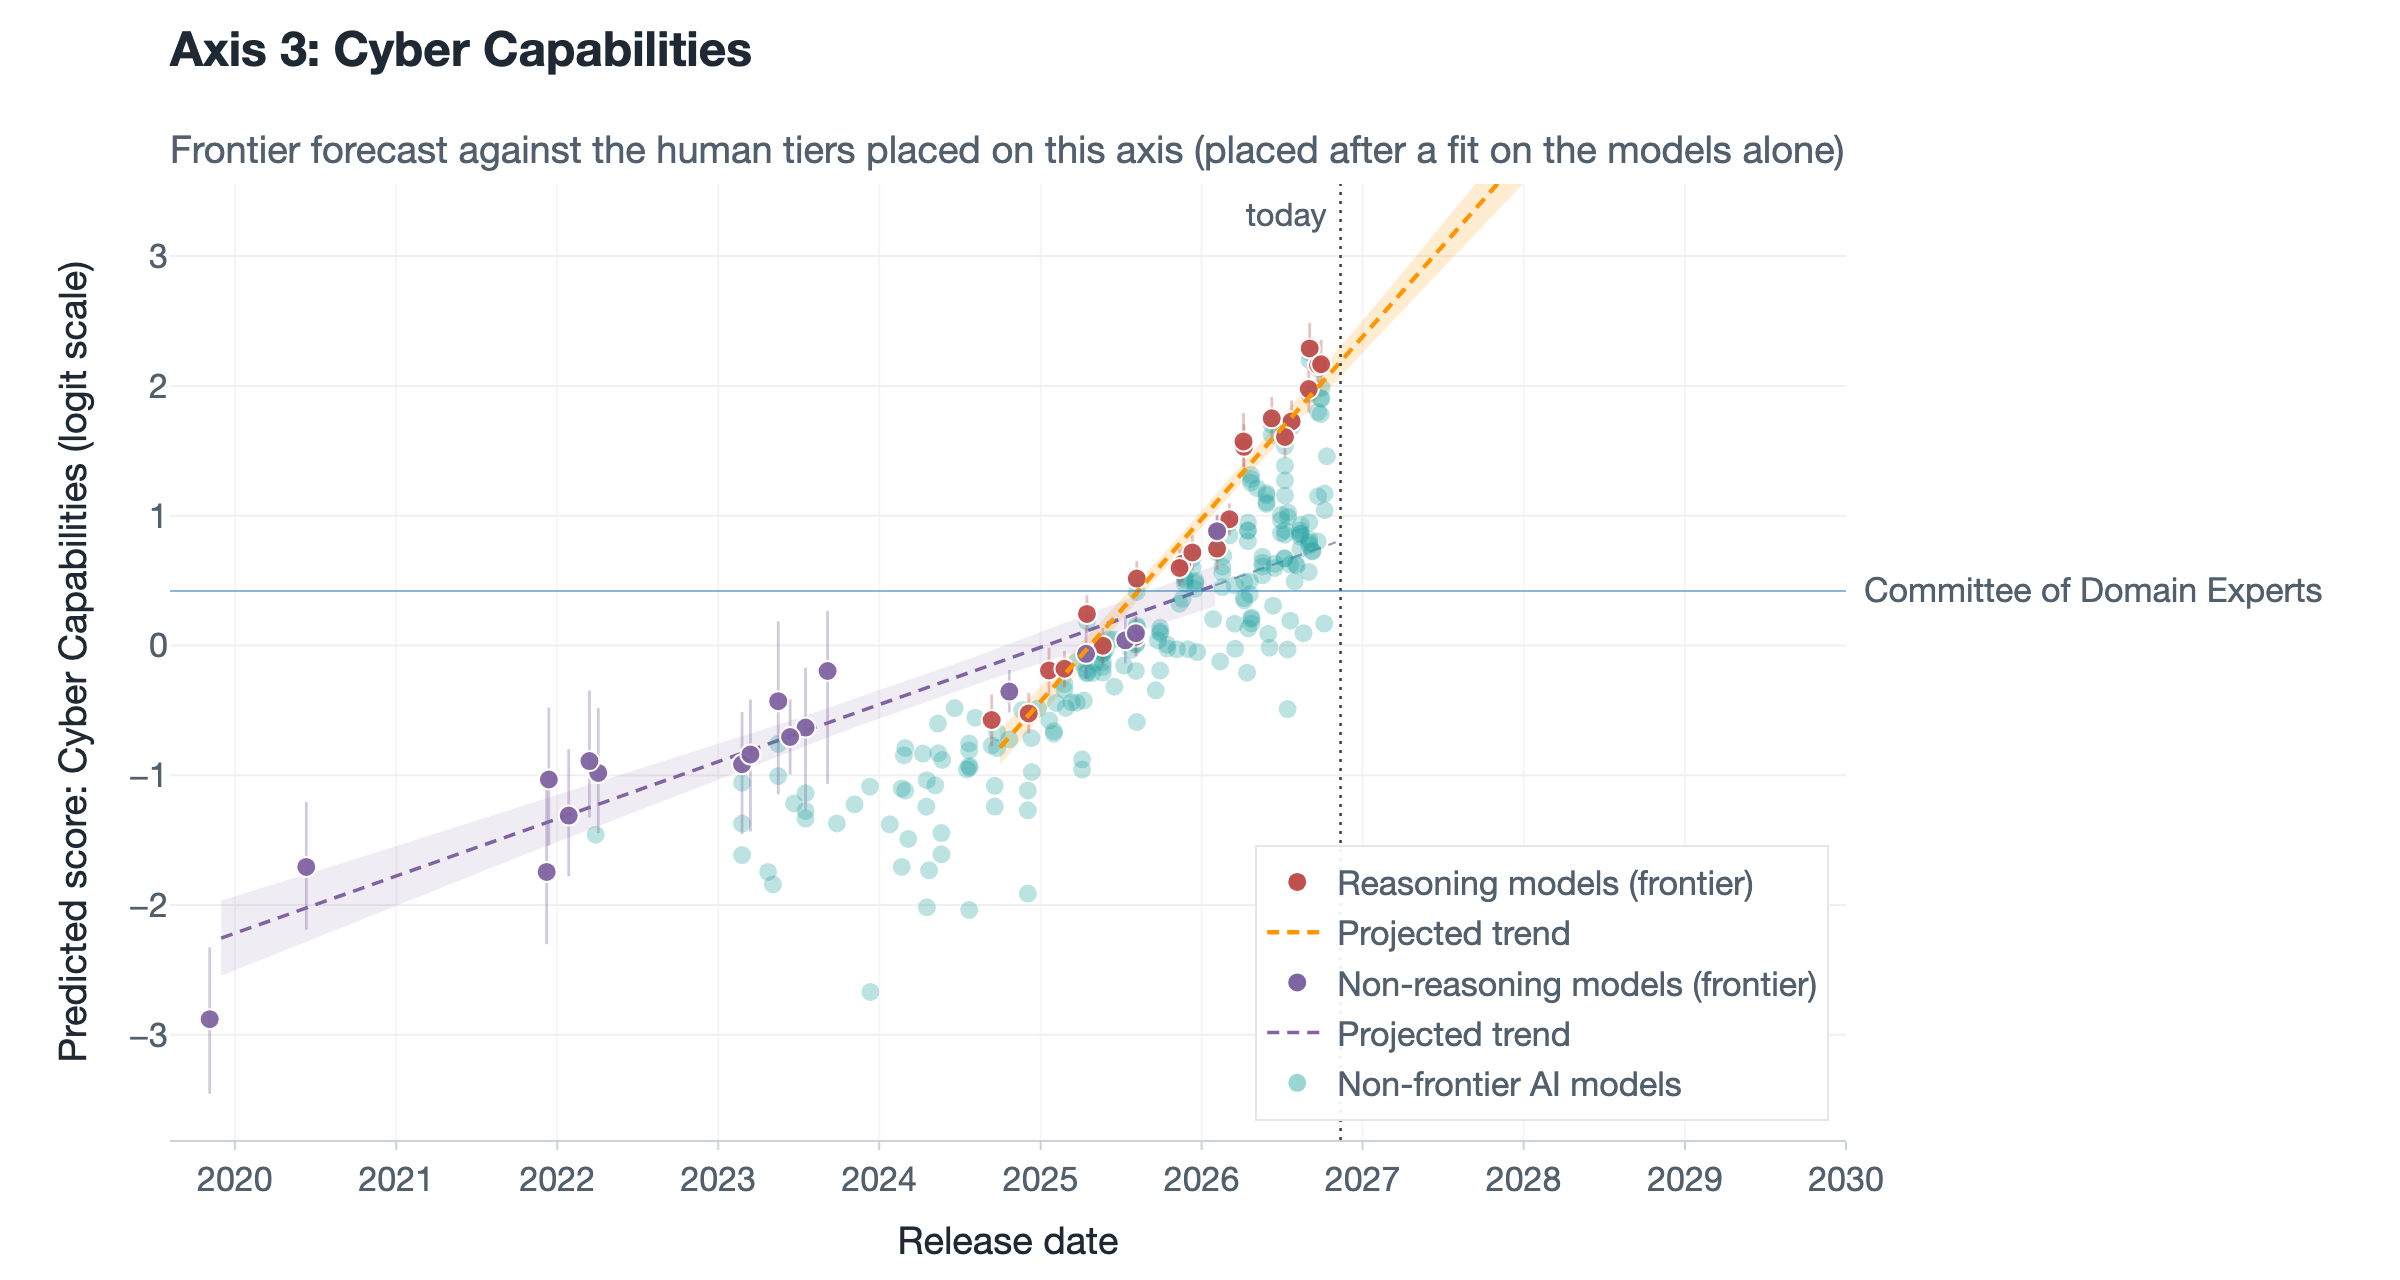 Axis 3: Cyber Capabilities
Frontier forecast against the human tiers placed on this axis (placed after a fit on the models alone)
today
Predicted score: Cyber Capabilities (logit scale)
3
2
1
0
−1
−2
−3
Committee of Domain Experts
Reasoning models (frontier)
Projected trend
Non-reasoning models (frontier)
Projected trend
Non-frontier AI models
2020 2021 2022 2023 2024 2025 2026 2027 2028 2029 2030
Release date